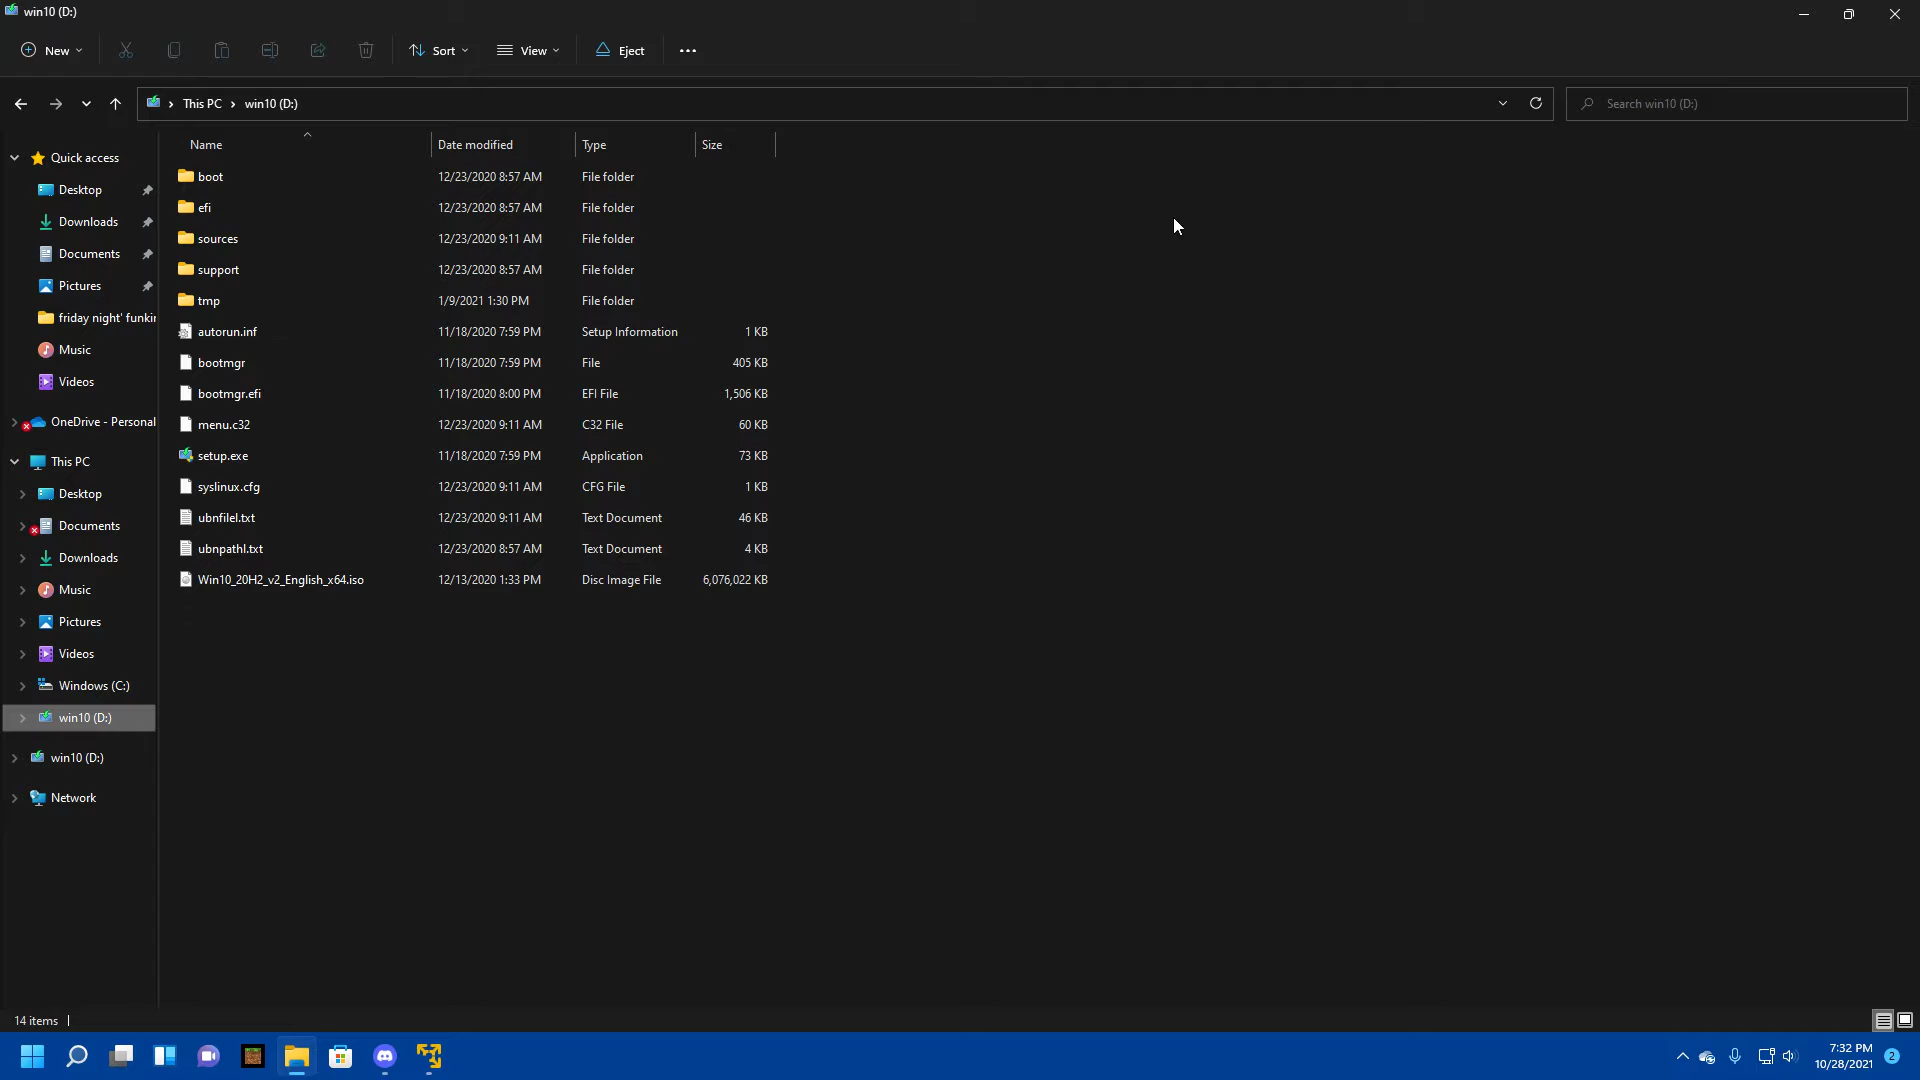 win10 (D:)
New Sort View Eject
This PC win10 (D:) Search win10 (D:)
Name Date modified Type Size
Quick access
Desktop
Downloads
Documents
Pictures
friday night' funkin
Music
Videos
OneDrive - Personal
This PC
Desktop
Documents
Downloads
Music
Pictures
Videos
Windows (C:)
win10 (D:)
win10 (D:)
Network
boot 12/23/2020 8:57 AM File folder
efi 12/23/2020 8:57 AM File folder
sources 12/23/2020 9:11 AM File folder
support 12/23/2020 8:57 AM File folder
tmp 1/9/2021 1:30 PM File folder
autorun.inf 11/18/2020 7:59 PM Setup Information 1 KB
bootmgr 11/18/2020 7:59 PM File 405 KB
bootmgr.efi 11/18/2020 8:00 PM EFI File 1,506 KB
menu.c32 12/23/2020 9:11 AM C32 File 60 KB
setup.exe 11/18/2020 7:59 PM Application 73 KB
syslinux.cfg 12/23/2020 9:11 AM CFG File 1 KB
ubnfilel.txt 12/23/2020 9:11 AM Text Document 46 KB
ubnpathl.txt 12/23/2020 8:57 AM Text Document 4 KB
Win10_20H2_v2_English_x64.iso 12/13/2020 1:33 PM Disc Image File 6,076,022 KB
14 items
7:32 PM
10/28/2021
2